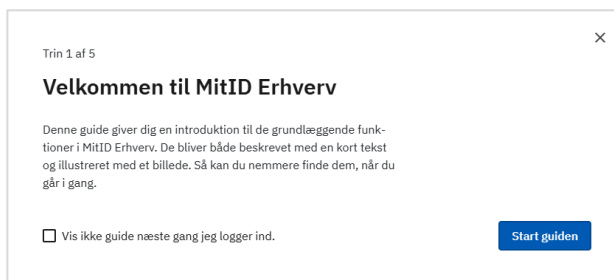 Trin 1 af 5
Velkommen til MitID Erhverv
Denne guide giver dig en introduktion til de grundlæggende funk-
tioner i MitID Erhverv. De bliver både beskrevet med en kort tekst
og illustreret med et billede. Så kan du nemmere finde dem, når du
går i gang.
Vis ikke guide næste gang jeg logger ind.
Start guiden